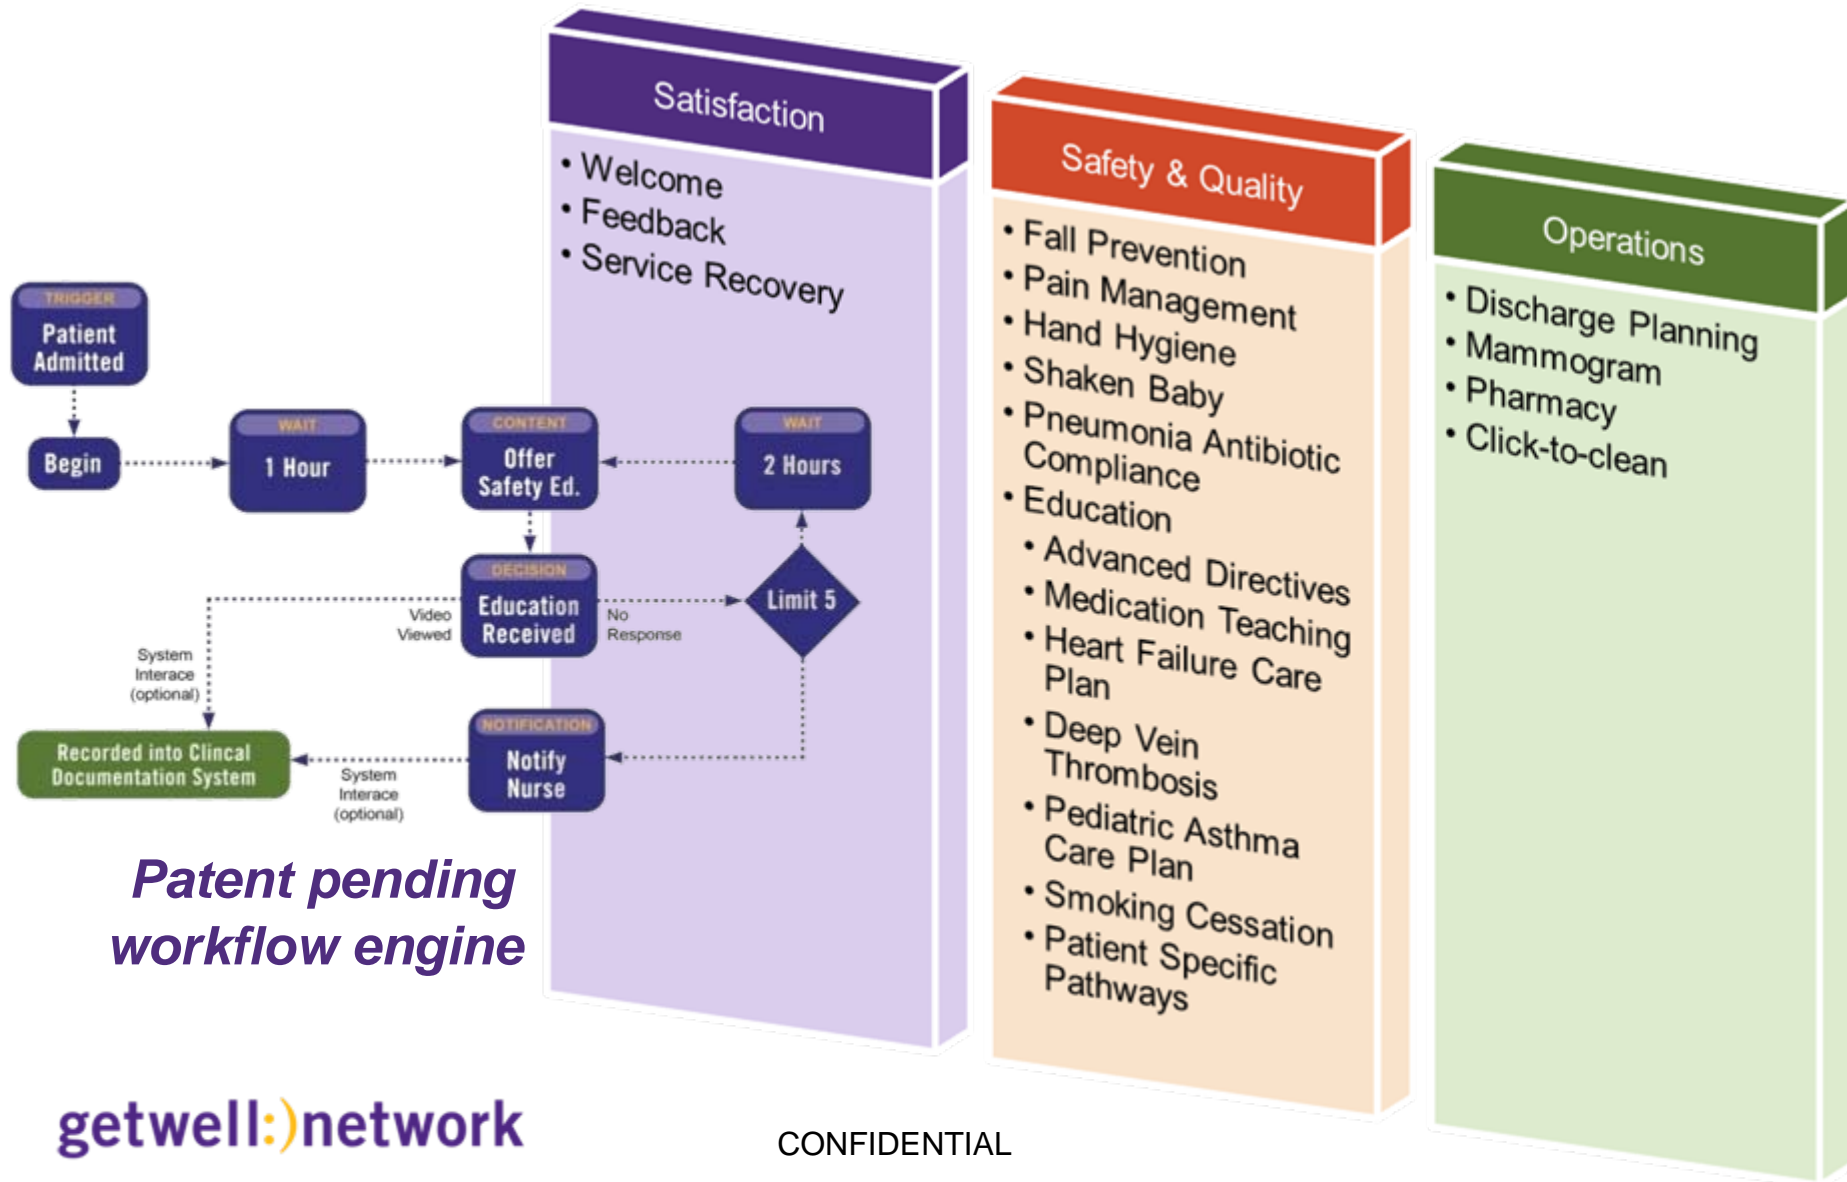 TRIGGER
Patient
Admitted
Begin
WAIT
1 Hour
CONTENT
Offer
Safety Ed.
WAIT
2 Hours
DECISION
Education
Received
Video
Viewed
No
Response
Limit 5
System
Interace
(optional)
NOTIFICATION
Notify
Nurse
Recorded into Clincal
Documentation System
System
Interace
(optional)
Patent pending
workflow engine
Satisfaction
• Welcome
• Feedback
• Service Recovery
Safety & Quality
• Fall Prevention
• Pain Management
• Hand Hygiene
• Shaken Baby
• Pneumonia Antibiotic
Compliance
• Education
• Advanced Directives
• Medication Teaching
• Heart Failure Care
Plan
• Deep Vein
Thrombosis
• Pediatric Asthma
Care Plan
• Smoking Cessation
• Patient Specific
Pathways
Operations
• Discharge Planning
• Mammogram
• Pharmacy
• Click-to-clean
getwell:)network
CONFIDENTIAL